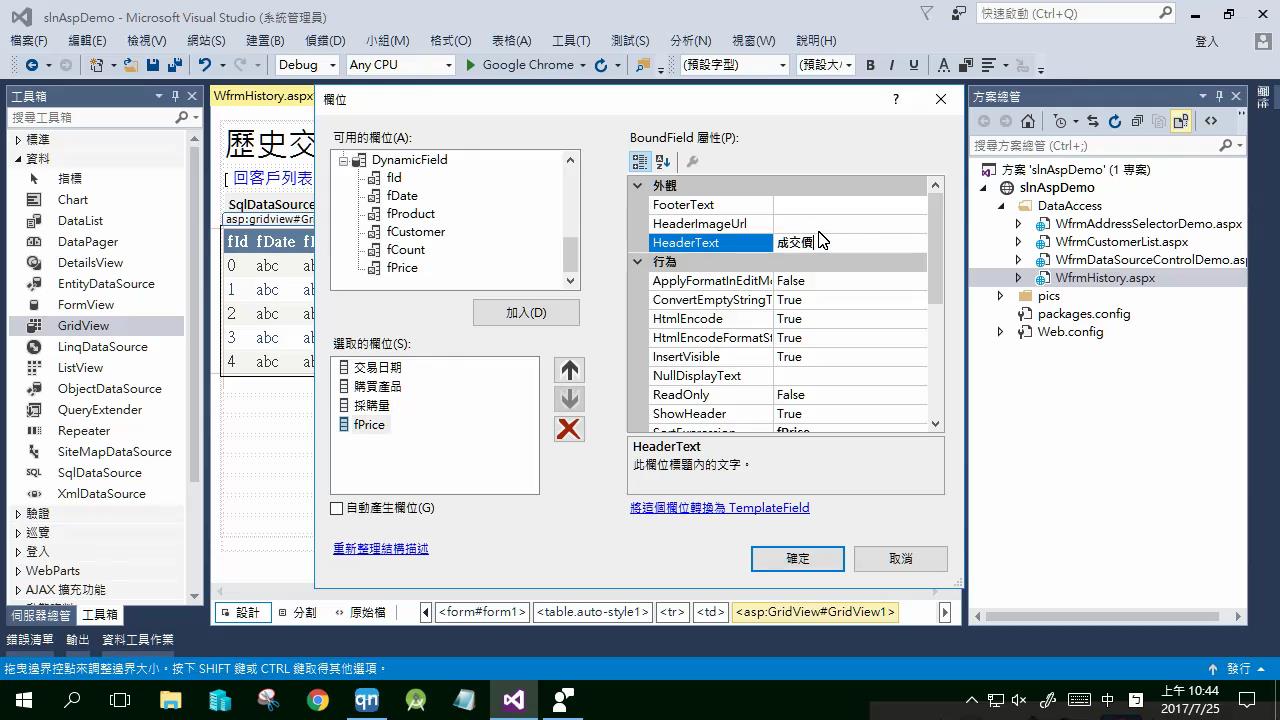 slnAspDemo - Microsoft Visual Studio (系統管理員)
快速啟動 (Ctrl+Q)
檔案(F) 編輯(E) 檢視(V) 網站(S) 建置(B) 偵錯(D) 小組(M) 格式(O) 表格(A) 工具(T) 測試(S) 分析(N) 視窗(W) 說明(H) 登入
Debug Any CPU Google Chrome (預設字型) (預設大/
工具箱
搜尋工具箱
標準
資料
指標
Chart
DataList
DataPager
DetailsView
EntityDataSource
FormView
GridView
LinqDataSource
ListView
ObjectDataSource
QueryExtender
Repeater
SiteMapDataSource
SqlDataSource
XmlDataSource
驗證
巡覽
登入
WebParts
AJAX 擴充功能
伺服器總管 工具箱
WfrmHistory.aspx
歷史交
[ 回客戶列表
SqlDataSource
asp:gridview#Gr
fId fDate
0 abc
1 abc
2 abc
3 abc
4 abc
欄位
?
可用的欄位(A):
DynamicField
fId
fDate
fProduct
fCustomer
fCount
fPrice
加入(D)
選取的欄位(S):
交易日期
購買產品
採購量
fPrice
自動產生欄位(G)
重新整理結構描述
BoundField 屬性(P):
外觀
FooterText
HeaderImageUrl
HeaderText 成交價
行為
ApplyFormatInEditMo False
ConvertEmptyStringT True
HtmlEncode True
HtmlEncodeFormatSt True
InsertVisible True
NullDisplayText
ReadOnly False
ShowHeader True
SortExpression fPrice
HeaderText
此欄位標題內的文字。
將這個欄位轉換為 TemplateField
確定 取消
設計 分割 原始檔 <form#form1> <table.auto-style1> <tr> <td> <asp:GridView#GridView1>
方案總管
搜尋方案總管 (Ctrl+;)
方案 'slnAspDemo' (1 專案)
slnAspDemo
DataAccess
WfrmAddressSelectorDemo.aspx
WfrmCustomerList.aspx
WfrmDataSourceControlDemo.asp
WfrmHistory.aspx
pics
packages.config
Web.config
錯誤清單 輸出 資料工具作業
拖曳邊界控點來調整邊界大小。按下 SHIFT 鍵或 CTRL 鍵取得其他選項。
發行
qn
中
上午 10:44
2017/7/25